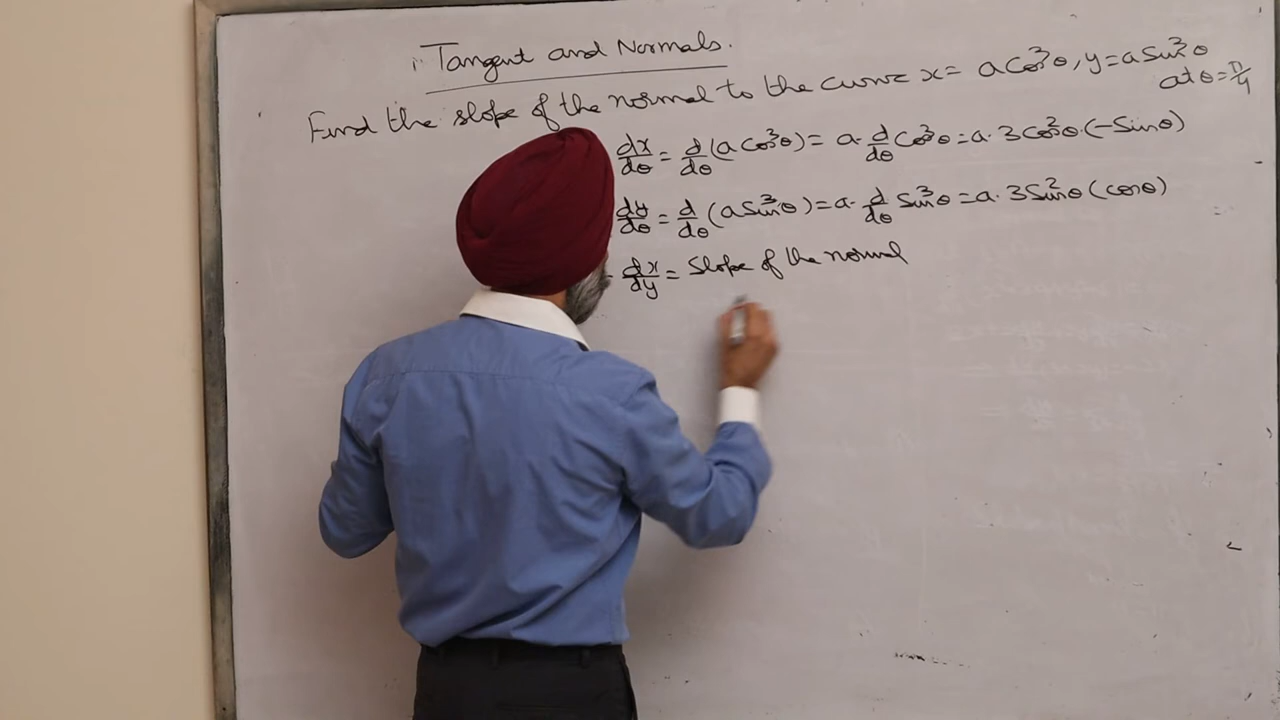 Tangent and Normals.
Find the slope of the normal to the curve x = a cos³θ, y = a sin³θ
at θ = π/4
dx/dθ = d/dθ (a cos³θ) = a · d/dθ cos³θ = a · 3cos²θ · (-sinθ)
dy/dθ = d/dθ (a sin³θ) = a · d/dθ sin³θ = a · 3sin²θ (cosθ)
- dx/dy = Slope of the normal